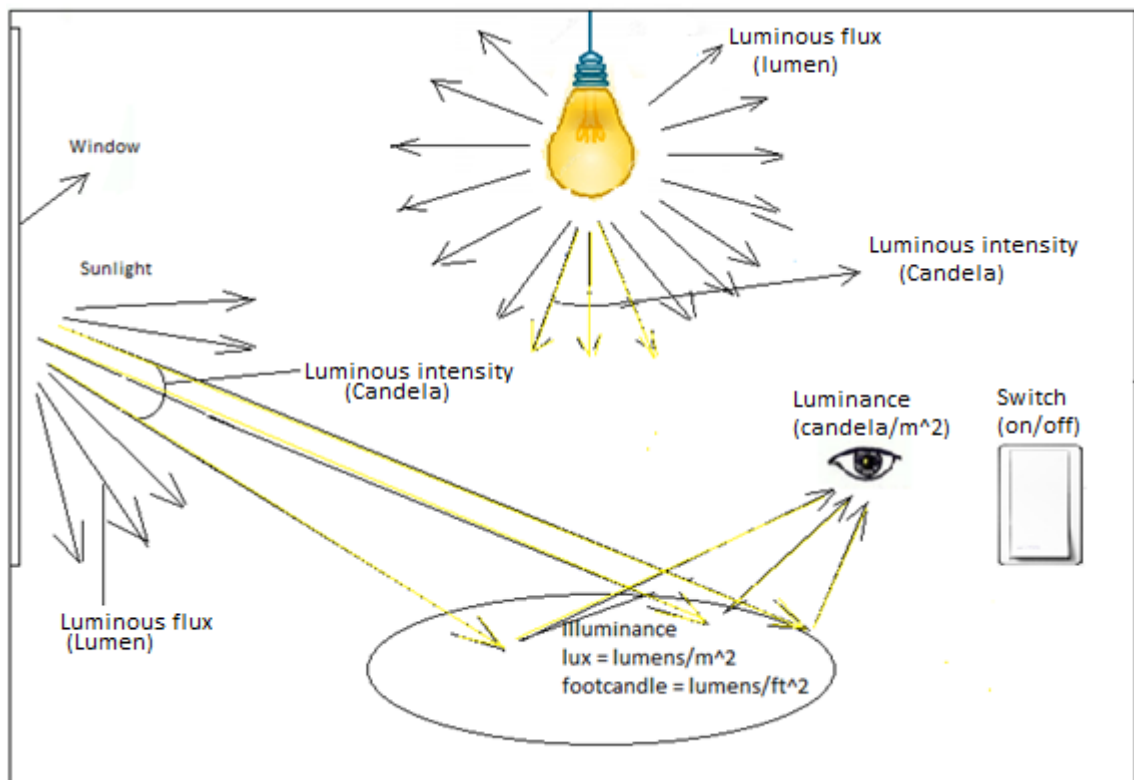 Luminous flux
(lumen)
Window
Sunlight
Luminous intensity
(Candela)
Luminous intensity
(Candela)
Luminance
(candela/m^2)
Switch
(on/off)
Luminous flux
(Lumen)
Illuminance
lux = lumens/m^2
footcandle = lumens/ft^2